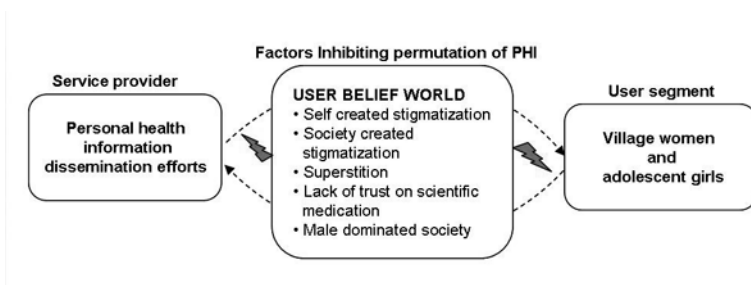 Factors Inhibiting permutation of PHI
Service provider
Personal health
information
dissemination efforts
USER BELIEF WORLD
• Self created stigmatization
• Society created
stigmatization
• Superstition
• Lack of trust on scientific
medication
• Male dominated society
User segment
Village women
and
adolescent girls